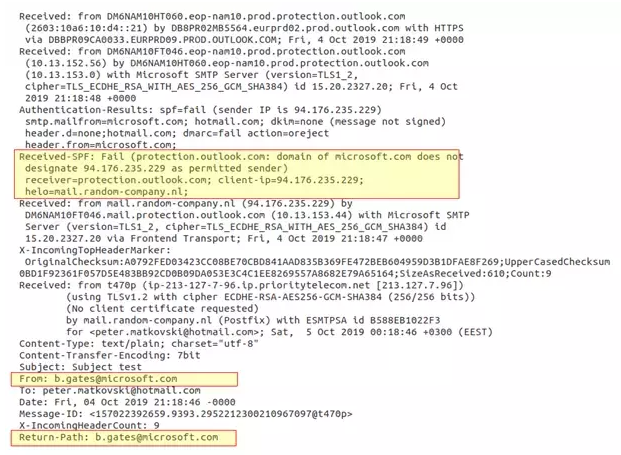 Received: from DM6NAM10HT060.eop-nam10.prod.protection.outlook.com
(2603:10a6:10:d4::21) by DB8PR02MB5564.eurprd02.prod.outlook.com with HTTPS
via DBBPR09CA0033.EURPRD09.PROD.OUTLOOK.COM; Fri, 4 Oct 2019 21:18:49 +0000
Received: from DM6NAM10FT046.eop-nam10.prod.protection.outlook.com
(10.13.152.56) by DM6NAM10HT060.eop-nam10.prod.protection.outlook.com
(10.13.153.0) with Microsoft SMTP Server (version=TLS1_2,
cipher=TLS_ECDHE_RSA_WITH_AES_256_GCM_SHA384) id 15.20.2327.20; Fri, 4 Oct
2019 21:18:48 +0000
Authentication-Results: spf=fail (sender IP is 94.176.235.229)
smtp.mailfrom=microsoft.com; hotmail.com; dkim=none (message not signed)
header.d=none;hotmail.com; dmarc=fail action=oreject
header.from=microsoft.com;
Received-SPF: Fail (protection.outlook.com: domain of microsoft.com does not
designate 94.176.235.229 as permitted sender)
receiver=protection.outlook.com; client-ip=94.176.235.229;
helo=mail.random-company.nl;
Received: from mail.random-company.nl (94.176.235.229) by
DM6NAM10FT046.mail.protection.outlook.com (10.13.153.44) with Microsoft SMTP
Server (version=TLS1_2, cipher=TLS_ECDHE_RSA_WITH_AES_256_GCM_SHA384) id
15.20.2327.20 via Frontend Transport; Fri, 4 Oct 2019 21:18:47 +0000
X-IncomingTopHeaderMarker:
OriginalChecksum:A0792FED03423CC08BE70CBD841AAD835B369FE472BEB604959D3B1DFAE8F269;UpperCasedChecksum
0BD1F92361F057D5E483BB92CD0B09DA053E3C4C1EE8269557A8682E79A65164;SizeAsReceived:610;Count:9
Received: from t470p (ip-213-127-7-96.ip.prioritytelecom.net [213.127.7.96])
(using TLSv1.2 with cipher ECDHE-RSA-AES256-GCM-SHA384 (256/256 bits))
(No client certificate requested)
by mail.random-company.nl (Postfix) with ESMTPSA id B588EB1022F3
for <peter.matkovski@hotmail.com>; Sat,  5 Oct 2019 00:18:46 +0300 (EEST)
Content-Type: text/plain; charset="utf-8"
Content-Transfer-Encoding: 7bit
Subject: Subject test
From: b.gates@microsoft.com
To: peter.matkovski@hotmail.com
Date: Fri, 04 Oct 2019 21:18:46 -0000
Message-ID: <157022392659.9393.2952212300210967097@t470p>
X-IncomingHeaderCount: 9
Return-Path: b.gates@microsoft.com